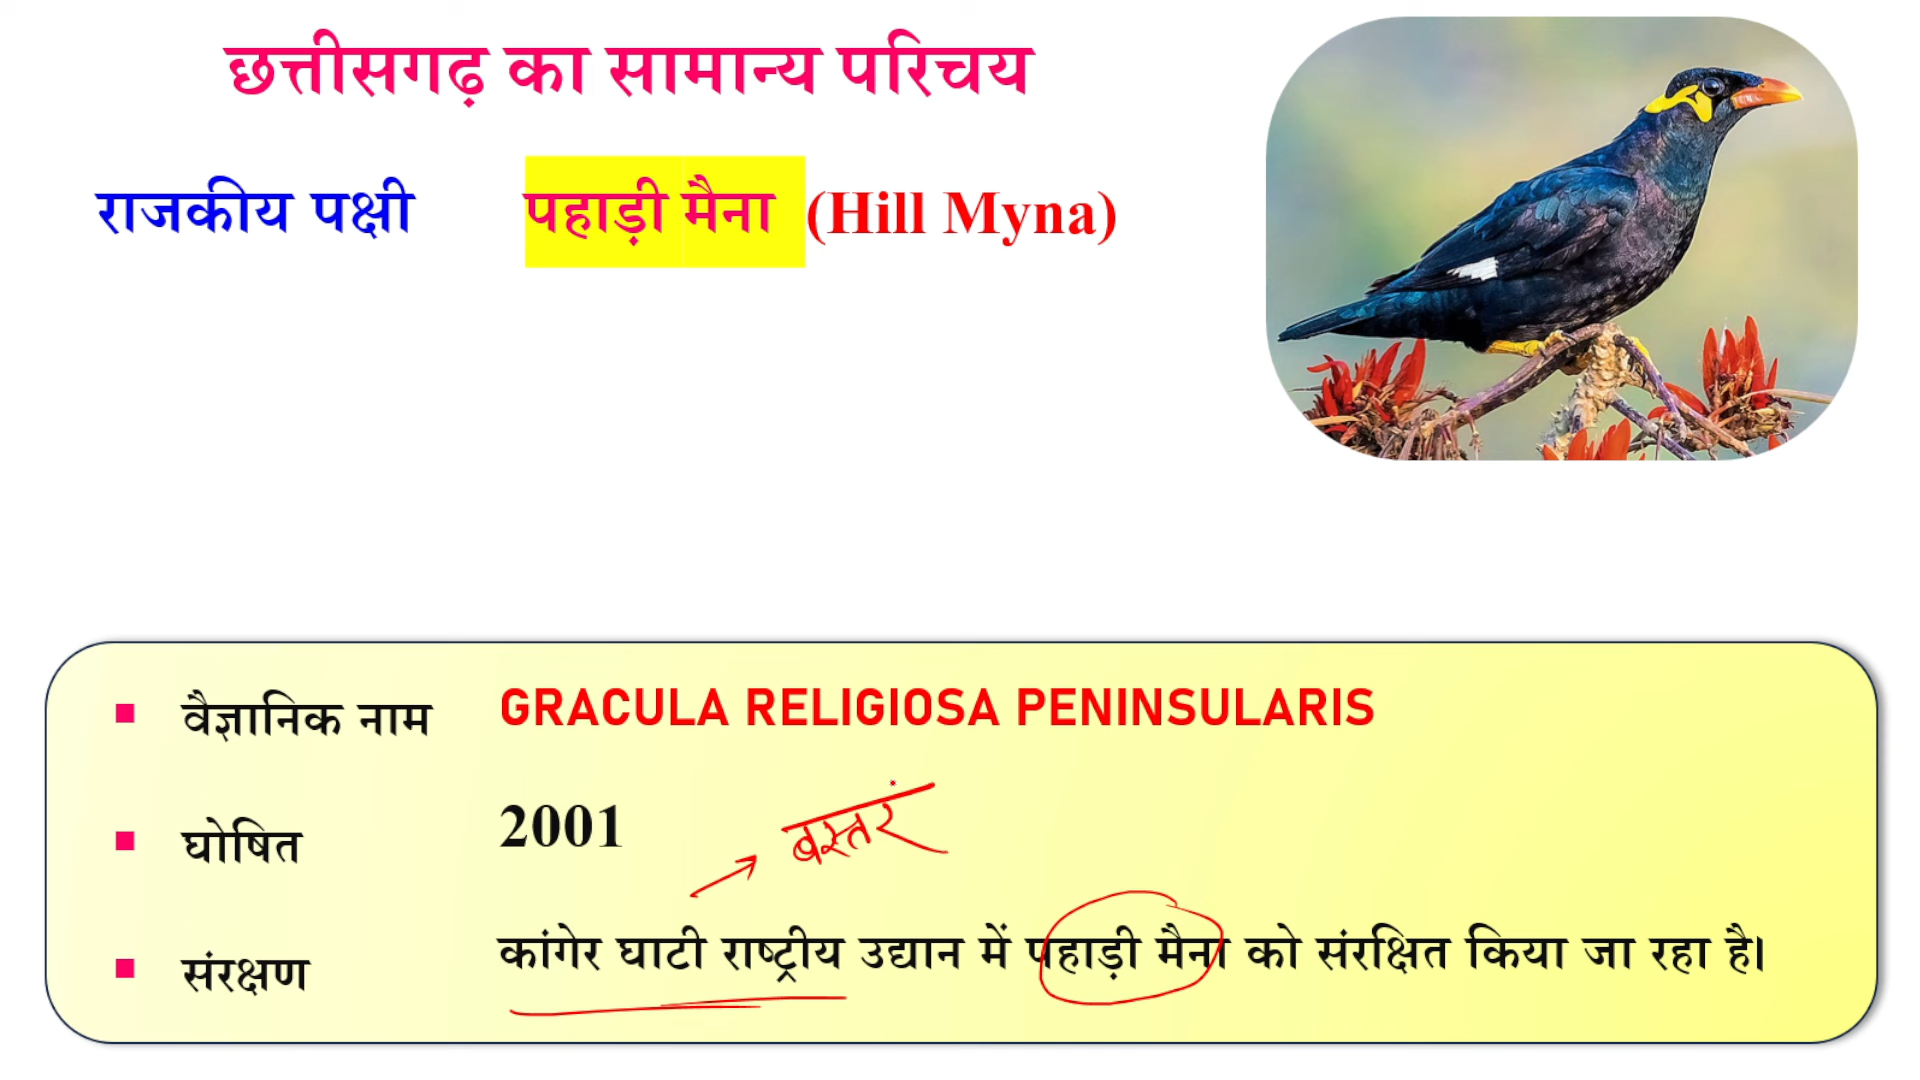 छत्तीसगढ़ का सामान्य परिचय
राजकीय पक्षी पहाड़ी मैना (Hill Myna)
▪ वैज्ञानिक नाम GRACULA RELIGIOSA PENINSULARIS
▪ घोषित 2001
→ बस्तर
▪ संरक्षण कांगेर घाटी राष्ट्रीय उद्यान में पहाड़ी मैना को संरक्षित किया जा रहा है।